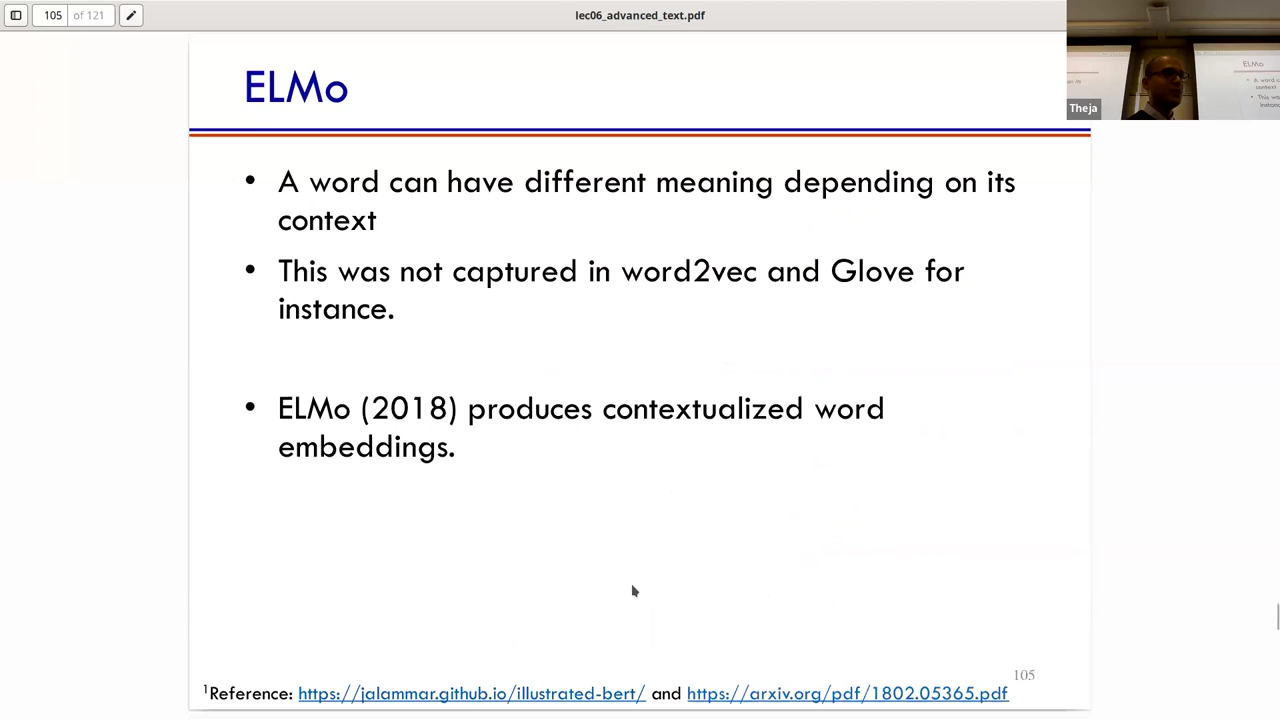 105 of 121
lec06_advanced_text.pdf
Theja
ELMo
• A word can have different meaning depending on its
context
• This was not captured in word2vec and Glove for
instance.
• ELMo (2018) produces contextualized word
embeddings.
105
1Reference: https://jalammar.github.io/illustrated-bert/ and https://arxiv.org/pdf/1802.05365.pdf